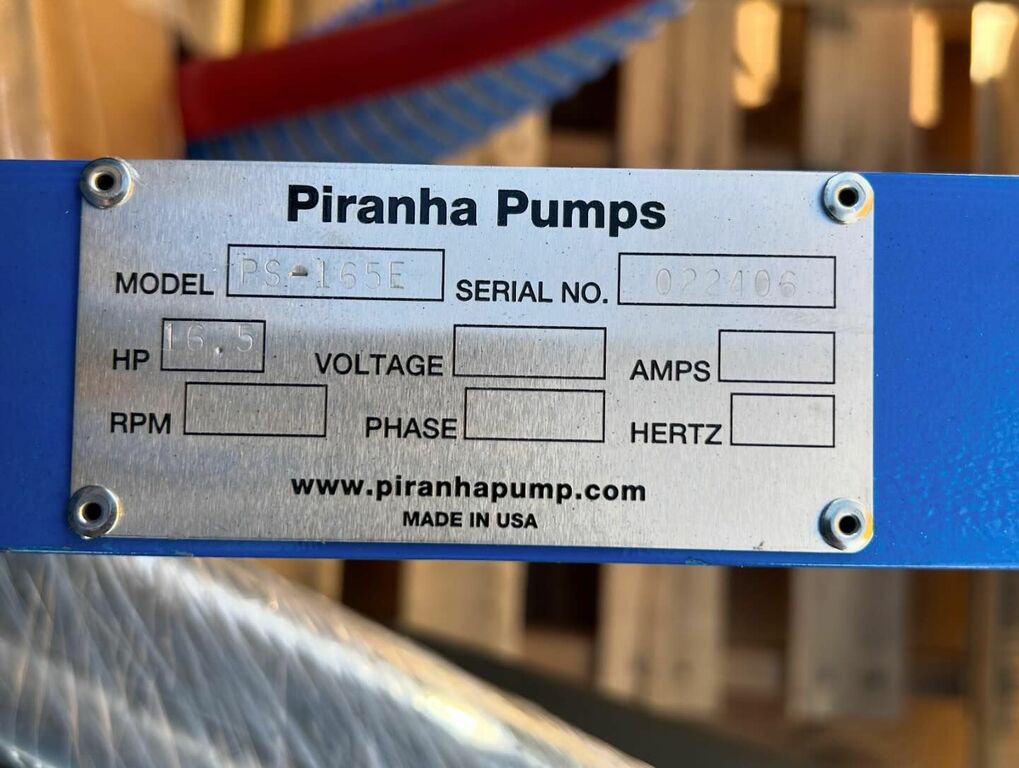 Piranha Pumps
MODEL PS-165E SERIAL NO. 022406
HP 16.5 VOLTAGE AMPS
RPM PHASE HERTZ
www.piranhapump.com
MADE IN USA